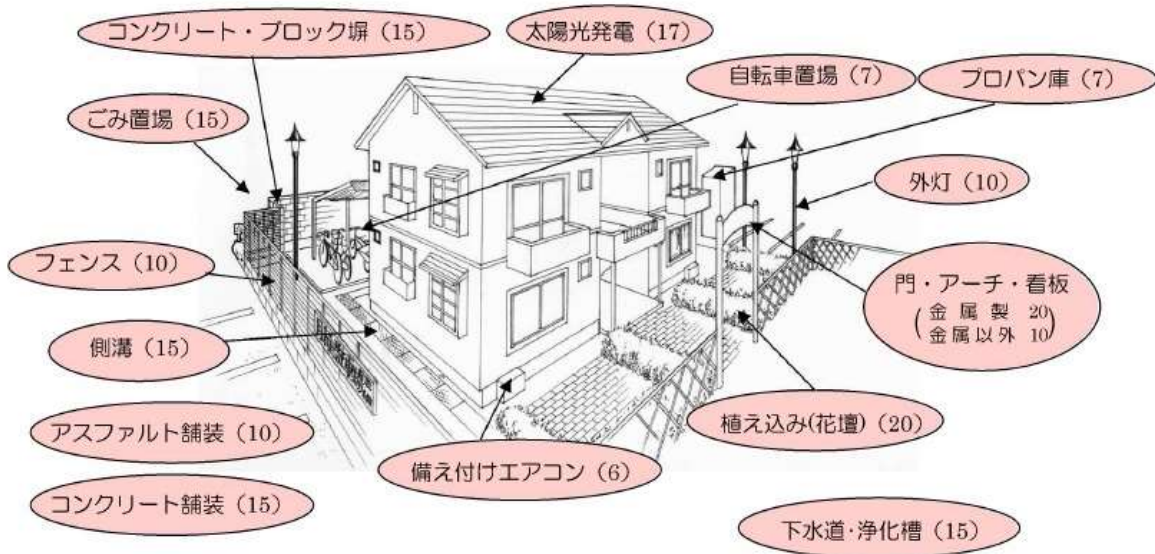 コンクリート・ブロック塀（15）
太陽光発電（17）
自転車置場（7）
プロパン庫（7）
ごみ置場（15）
外灯（10）
フェンス（10）
門・アーチ・看板
（金属製 20
金属以外 10）
側溝（15）
植え込み(花壇)（20）
アスファルト舗装（10）
備え付けエアコン（6）
コンクリート舗装（15）
下水道・浄化槽（15）